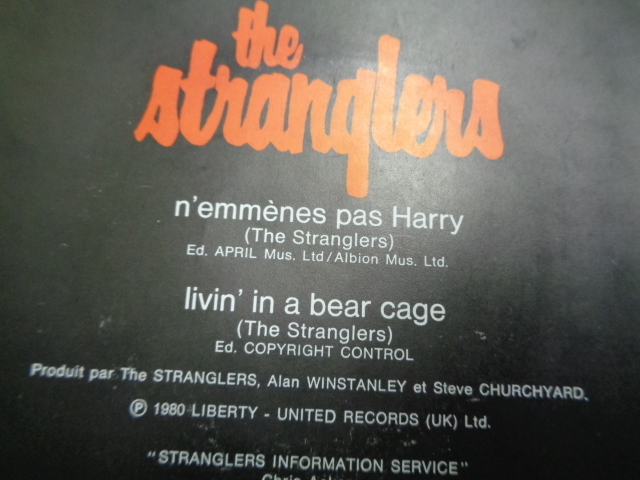 the
stranglers
n'emmènes pas Harry
(The Stranglers)
Ed. APRIL Mus. Ltd/Albion Mus. Ltd.
livin' in a bear cage
(The Stranglers)
Ed. COPYRIGHT CONTROL
Produit par The STRANGLERS, Alan WINSTANLEY et Steve CHURCHYARD.
℗ 1980 LIBERTY - UNITED RECORDS (UK) Ltd.
"STRANGLERS INFORMATION SERVICE"
Chris